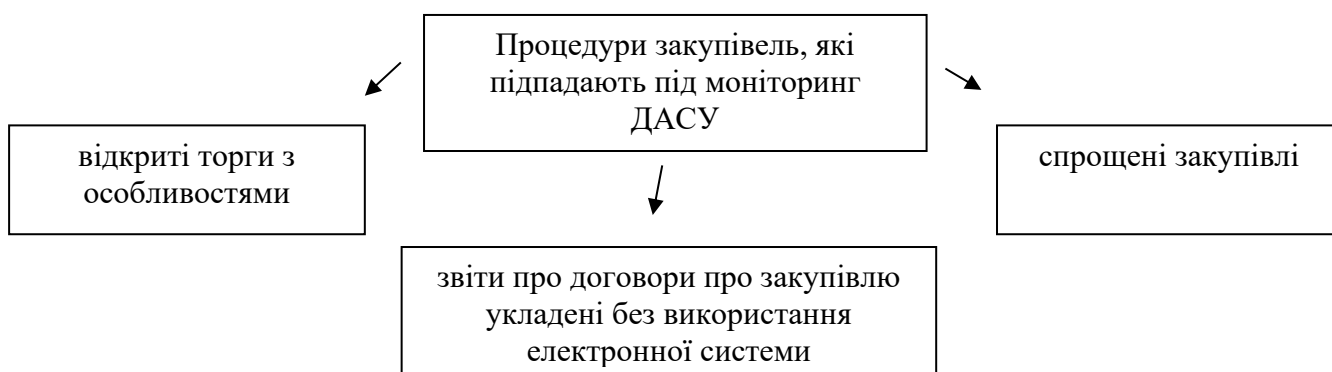 Процедури закупівель, які
підпадають під моніторинг
ДАСУ
відкриті торги з
особливостями
спрощені закупівлі
звіти про договори про закупівлю
укладені без використання
електронної системи